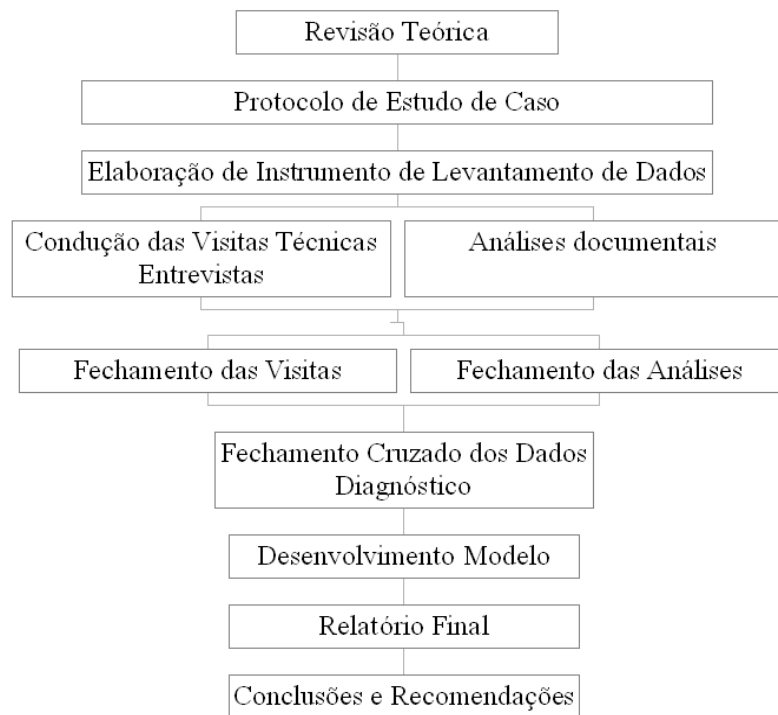 Revisão Teórica
Protocolo de Estudo de Caso
Elaboração de Instrumento de Levantamento de Dados
Condução das Visitas Técnicas
Entrevistas
Análises documentais
Fechamento das Visitas
Fechamento das Análises
Fechamento Cruzado dos Dados
Diagnóstico
Desenvolvimento Modelo
Relatório Final
Conclusões e Recomendações